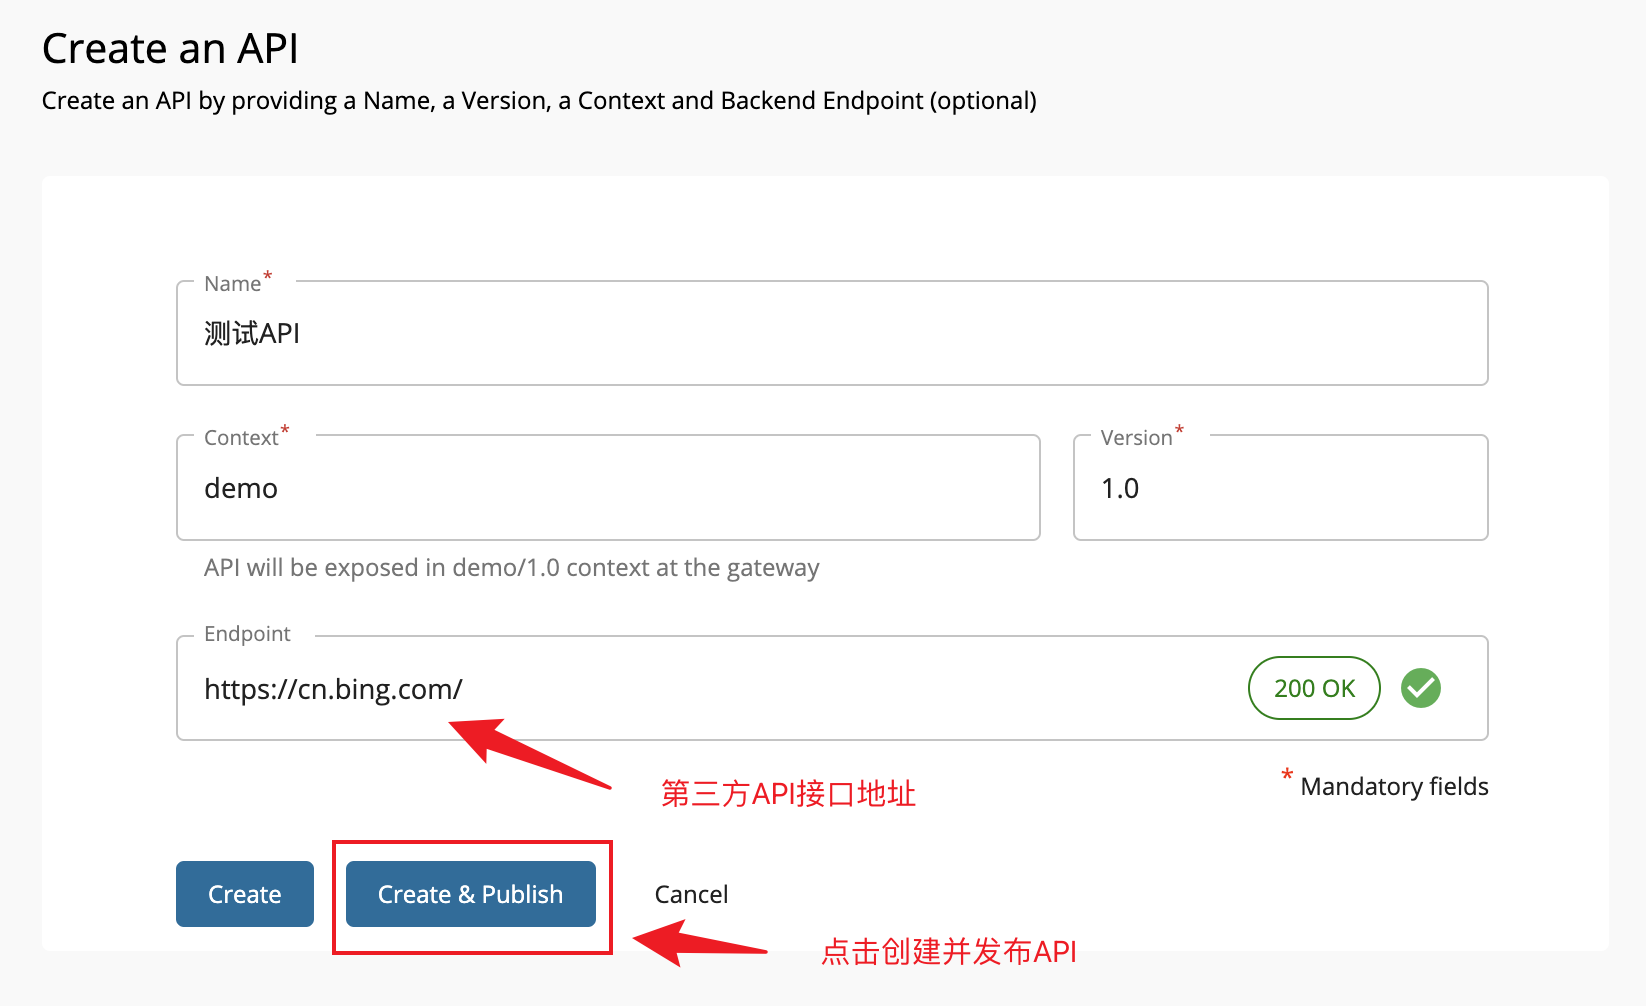 Create an API
Create an API by providing a Name, a Version, a Context and Backend Endpoint (optional)
Name*
测试API
Context*
Version*
demo
1.0
API will be exposed in demo/1.0 context at the gateway
Endpoint
https://cn.bing.com/
200 OK
第三方API接口地址
* Mandatory fields
Create
Create & Publish
Cancel
点击创建并发布API